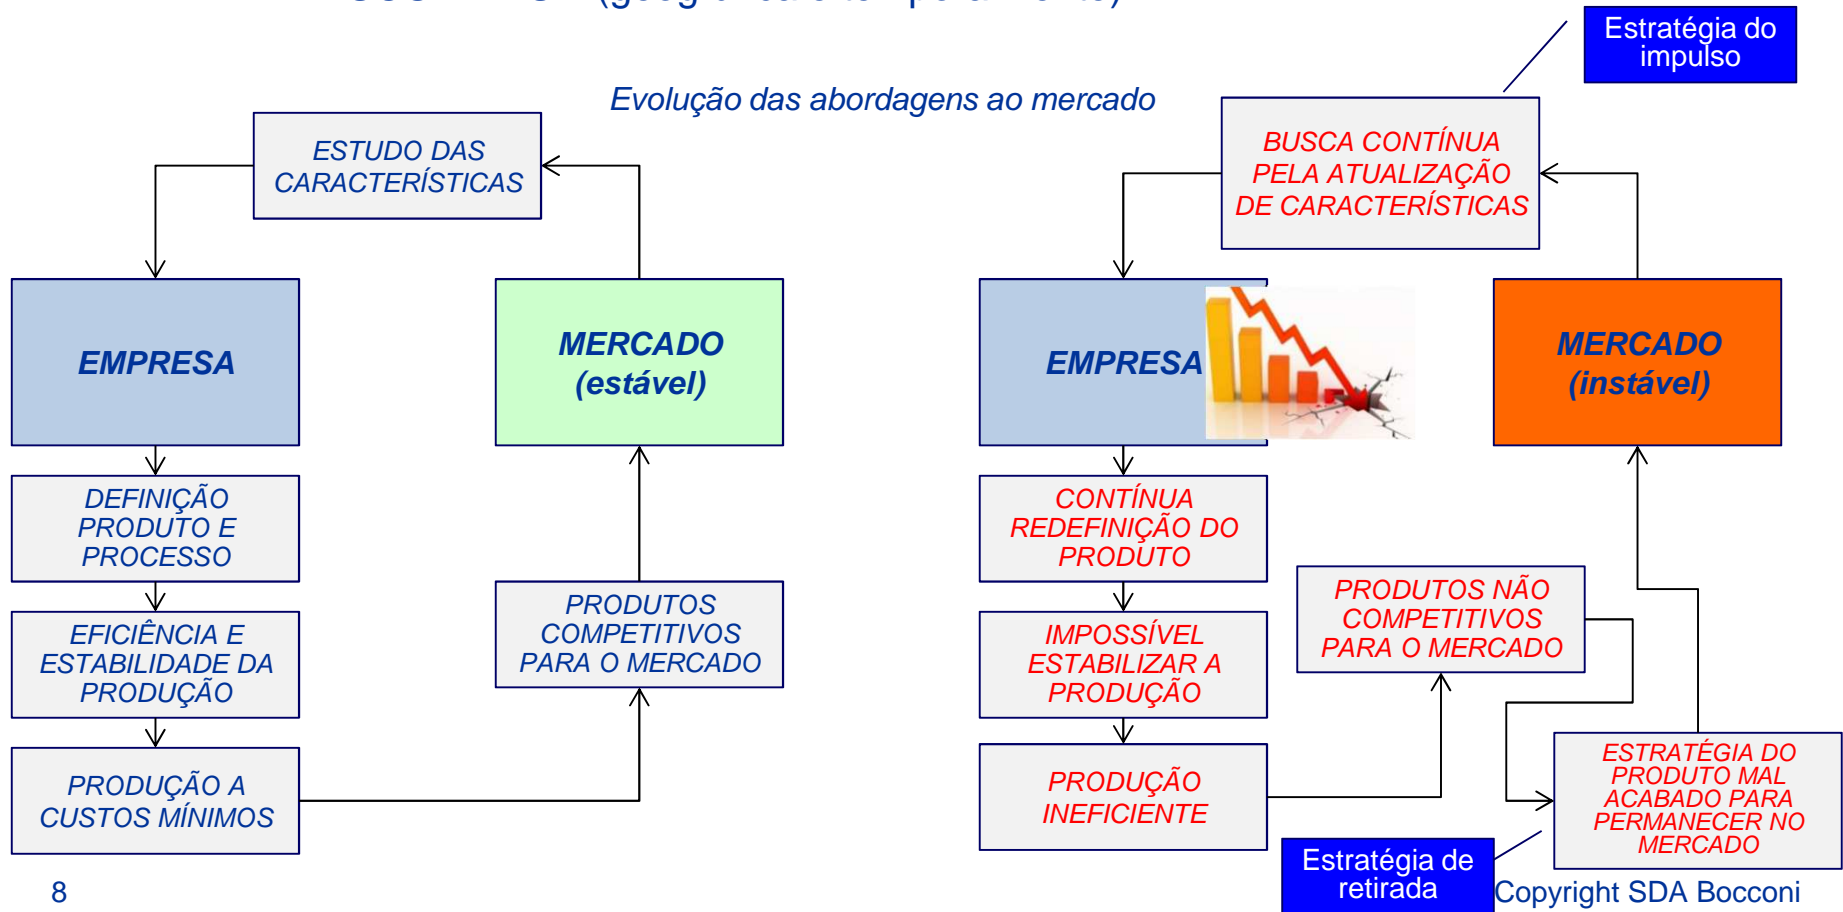 Estratégia do
impulso
Evolução das abordagens ao mercado
ESTUDO DAS
CARACTERÍSTICAS
BUSCA CONTÍNUA
PELA ATUALIZAÇÃO
DE CARACTERÍSTICAS
EMPRESA
MERCADO
(estável)
EMPRESA
MERCADO
(instável)
DEFINIÇÃO
PRODUTO E
PROCESSO
EFICIÊNCIA E
ESTABILIDADE DA
PRODUÇÃO
PRODUÇÃO A
CUSTOS MÍNIMOS
PRODUTOS
COMPETITIVOS
PARA O MERCADO
CONTÍNUA
REDEFINIÇÃO DO
PRODUTO
IMPOSSÍVEL
ESTABILIZAR A
PRODUÇÃO
PRODUÇÃO
INEFICIENTE
PRODUTOS NÃO
COMPETITIVOS
PARA O MERCADO
ESTRATÉGIA DO
PRODUTO MAL
ACABADO PARA
PERMANECER NO
MERCADO
Estratégia de
retirada
8
Copyright SDA Bocconi